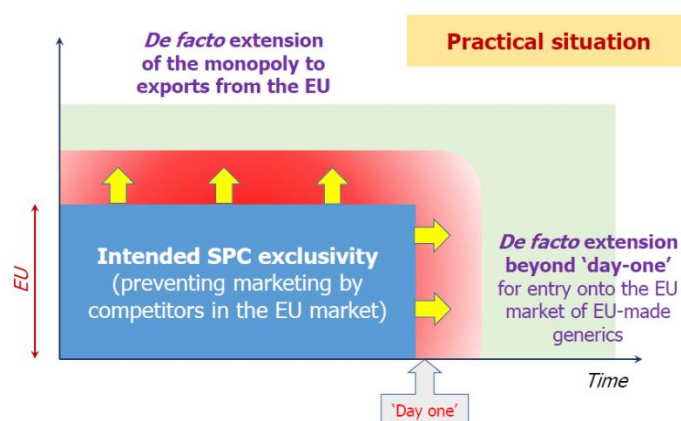 De facto extension
of the monopoly to
exports from the EU
Practical situation
EU
Intended SPC exclusivity
(preventing marketing by
competitors in the EU market)
De facto extension
beyond ‘day-one’
for entry onto the EU
market of EU-made
generics
Time
‘Day one’